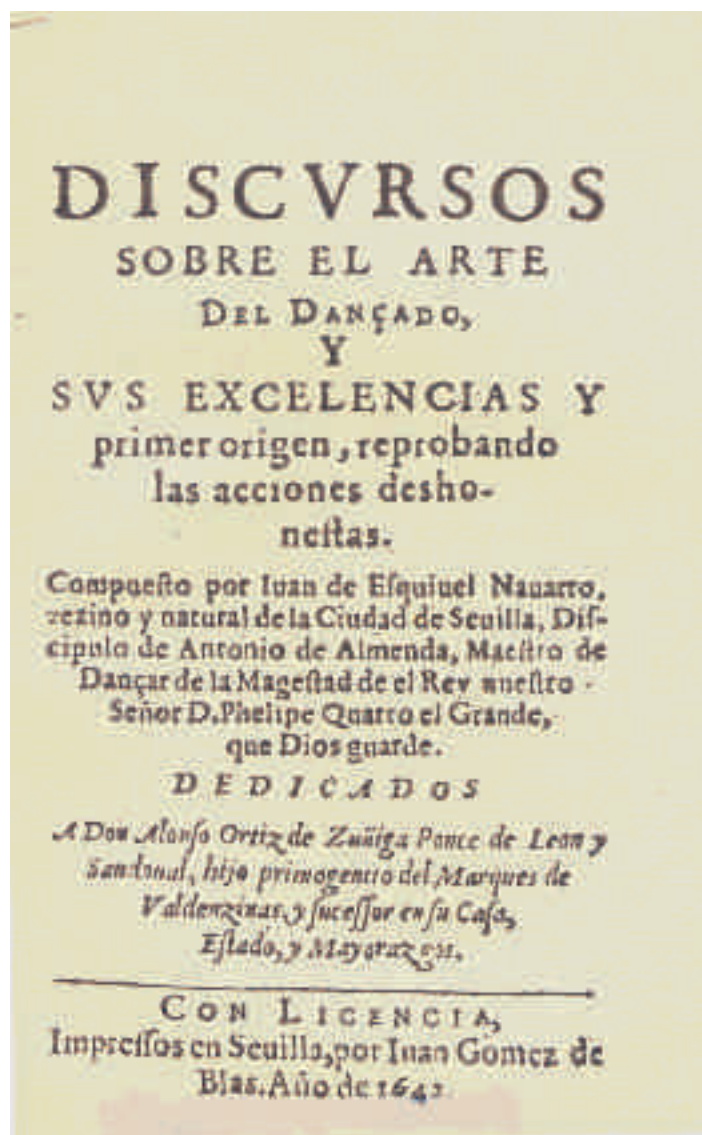 DISCVRSOS
SOBRE EL ARTE
DEL DANÇADO,
Y
SVS EXCELENCIAS Y
primer origen, reprobando
las acciones desho-
neſtas.
Compueſto por Iuan de Eſquiuel Nauarro,
vezino y natural de la Ciudad de Seuilla, Diſ-
cipulo de Antonio de Almenda, Maeſtro de
Dançar de la Mageſtad de el Rey nueſtro
Señor D. Phelipe Quarto el Grande,
que Dios guarde.
DEDICADOS
A Don Alonſo Ortiz de Zuñiga Ponce de Leon y
Sandoual, hijo primogenito del Marques de
Valdenzinas, y ſuceſſor en ſu Caſa,
Eſtado, y Mayorazgos.
CON LICENCIA,
Impreſſos en Seuilla, por Iuan Gomez de
Blas. Año de 1642